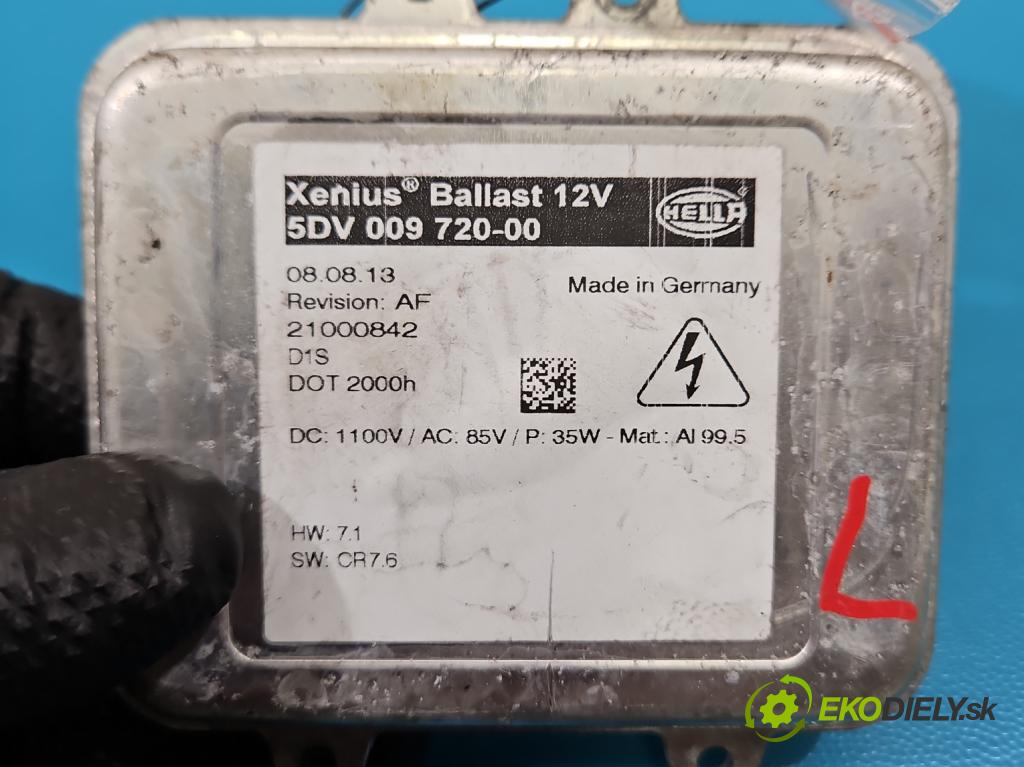 Xenius® Ballast 12V
5DV 009 720-00
HELLA
08.08.13
Made in Germany
Revision: AF
21000842
D1S
DOT 2000h
DC: 1100V / AC: 85V / P: 35W - Mat.: Al 99.5
HW: 7.1
SW: CR7.6
L
EKODIELY.sk